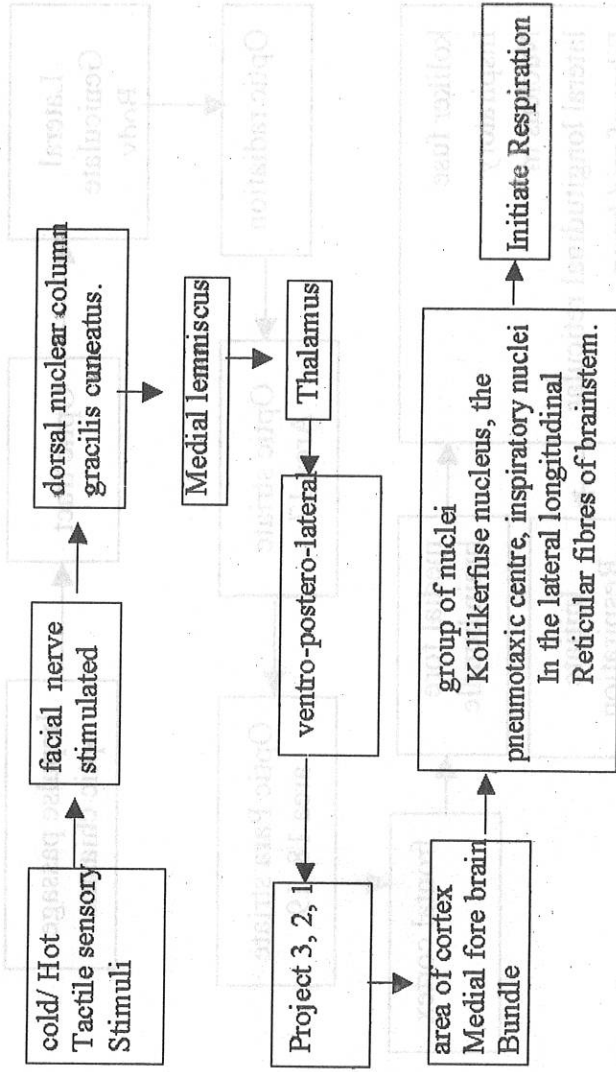 cold/ Hot
Tactile sensory
Stimuli
facial nerve
stimulated
dorsal nuclear column
gracilis cuneatus.
Medial lemniscus
Thalamus
ventro-postero-lateral
Project 3, 2, 1
area of cortex
Medial fore brain
Bundle
group of nuclei
Kollikerfuse nucleus, the
pneumotaxic centre, inspiratory nuclei
In the lateral longitudinal
Reticular fibres of brainstem.
Initiate Respiration